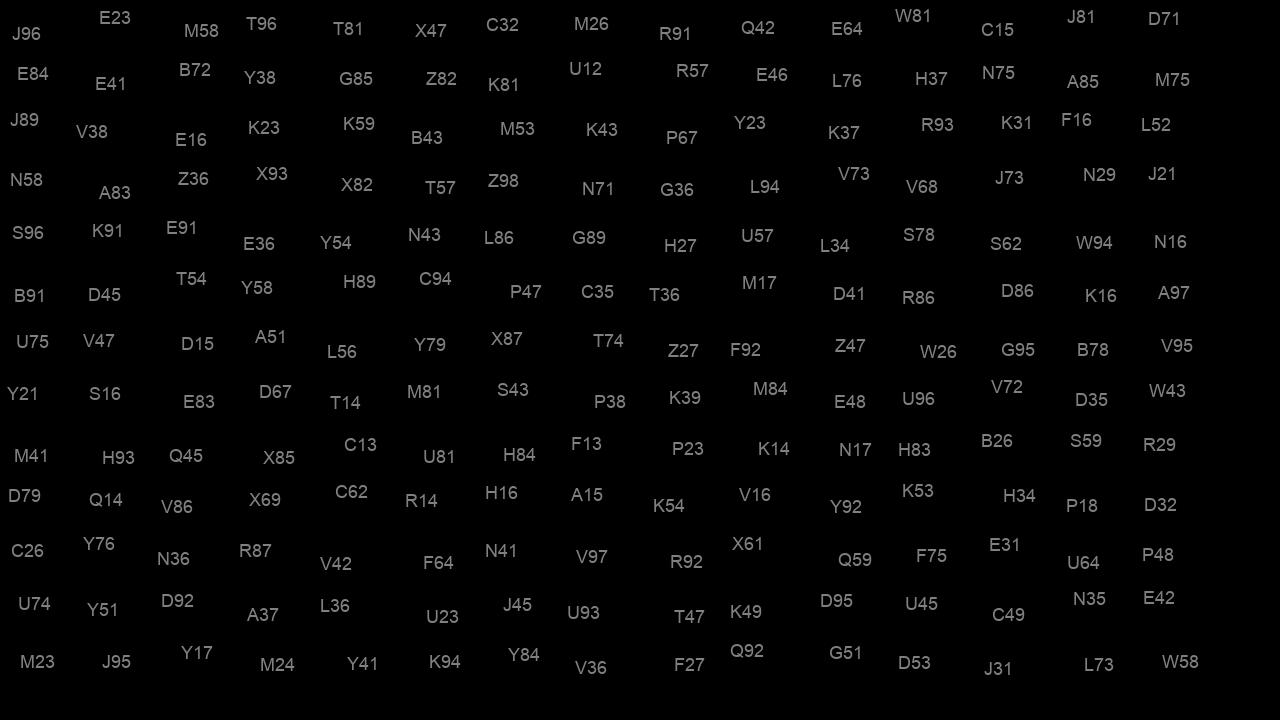 J96 E23 M58 T96 T81 X47 C32 M26 R91 Q42 E64 W81 C15 J81 D71
E84 E41 B72 Y38 G85 Z82 K81 U12 R57 E46 L76 H37 N75 A85 M75
J89 V38 E16 K23 K59 B43 M53 K43 P67 Y23 K37 R93 K31 F16 L52
N58 A83 Z36 X93 X82 T57 Z98 N71 G36 L94 V73 V68 J73 N29 J21
S96 K91 E91 E36 Y54 N43 L86 G89 H27 U57 L34 S78 S62 W94 N16
B91 D45 T54 Y58 H89 C94 P47 C35 T36 M17 D41 R86 D86 K16 A97
U75 V47 D15 A51 L56 Y79 X87 T74 Z27 F92 Z47 W26 G95 B78 V95
Y21 S16 E83 D67 T14 M81 S43 P38 K39 M84 E48 U96 V72 D35 W43
M41 H93 Q45 X85 C13 U81 H84 F13 P23 K14 N17 H83 B26 S59 R29
D79 Q14 V86 X69 C62 R14 H16 A15 K54 V16 Y92 K53 H34 P18 D32
C26 Y76 N36 R87 V42 F64 N41 V97 R92 X61 Q59 F75 E31 U64 P48
U74 Y51 D92 A37 L36 U23 J45 U93 T47 K49 D95 U45 C49 N35 E42
M23 J95 Y17 M24 Y41 K94 Y84 V36 F27 Q92 G51 D53 J31 L73 W58